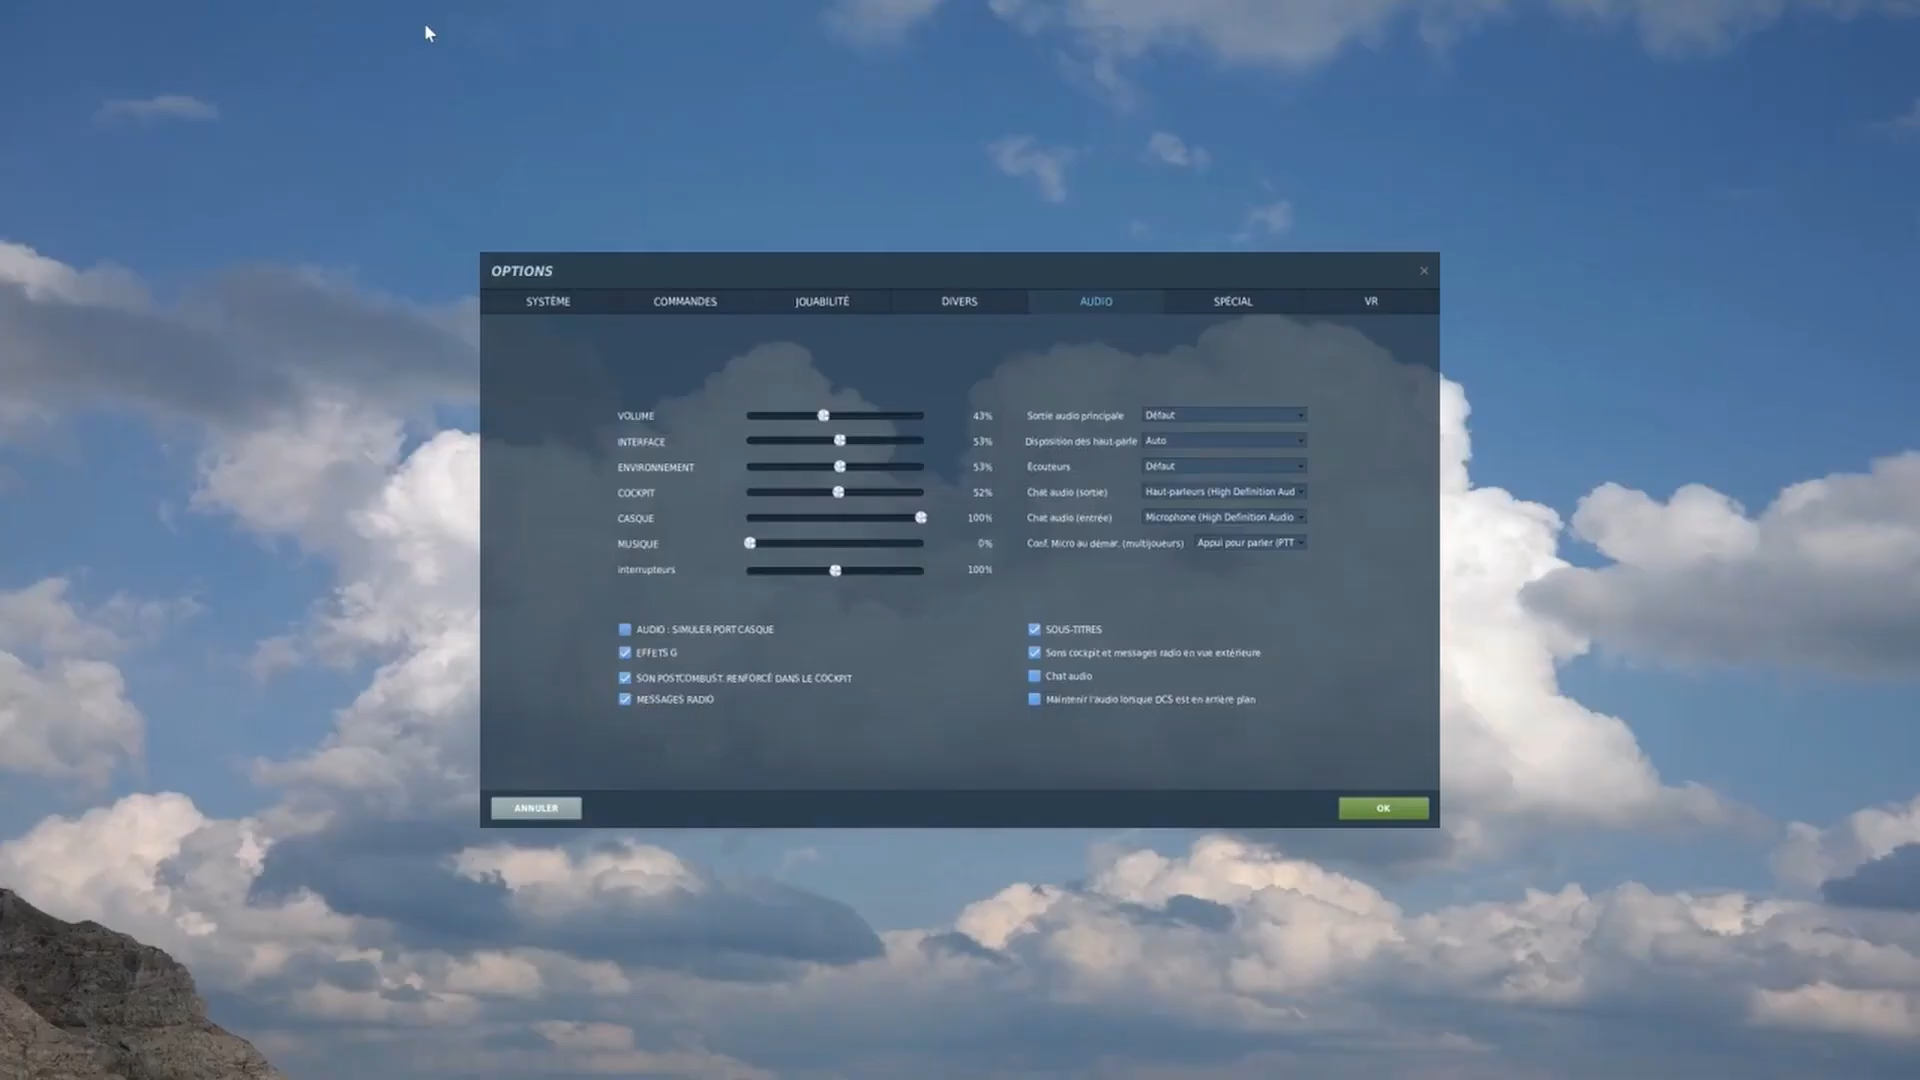 OPTIONS
SYSTÈME COMMANDES JOUABILITÉ DIVERS AUDIO SPÉCIAL VR
VOLUME 43%
INTERFACE 53%
ENVIRONNEMENT 53%
COCKPIT 52%
CASQUE 100%
MUSIQUE 0%
Interrupteurs 100%
Sortie audio principale Défaut
Disposition des haut-parle Auto
Écouteurs Défaut
Chat audio (sortie) Haut-parleurs (High Definition Aud
Chat audio (entrée) Microphone (High Definition Audio
Conf. Micro au démar. (multijoueurs) Appui pour parler (PTT
AUDIO : SIMULER PORT CASQUE
EFFETS G
SON POSTCOMBUST. RENFORCÉ DANS LE COCKPIT
MESSAGES RADIO
SOUS-TITRES
Sons cockpit et messages radio en vue extérieure
Chat audio
Maintenir l'audio lorsque DCS est en arrière plan
ANNULER OK